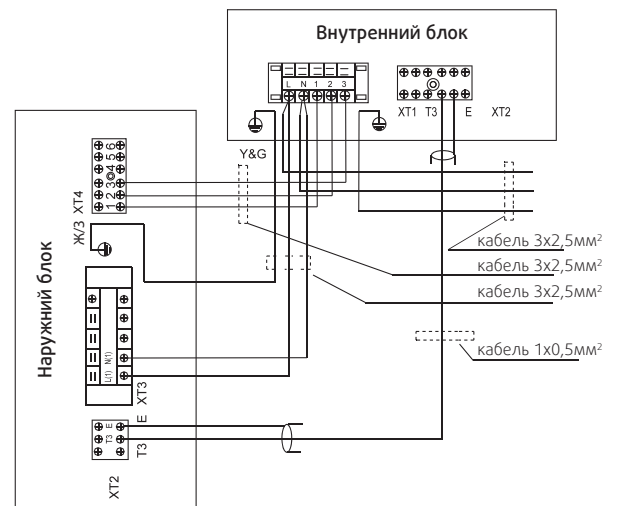 Внутренний блок
L N 1 2 3
XT1 T3 E XT2
Y&G
Наружний блок
1 2 3 4 5 6
XT4
Ж/З
L(1) N(1)
XT3
T3 E
T3 E
XT2
кабель 3х2,5мм²
кабель 3х2,5мм²
кабель 3х2,5мм²
кабель 1х0,5мм²